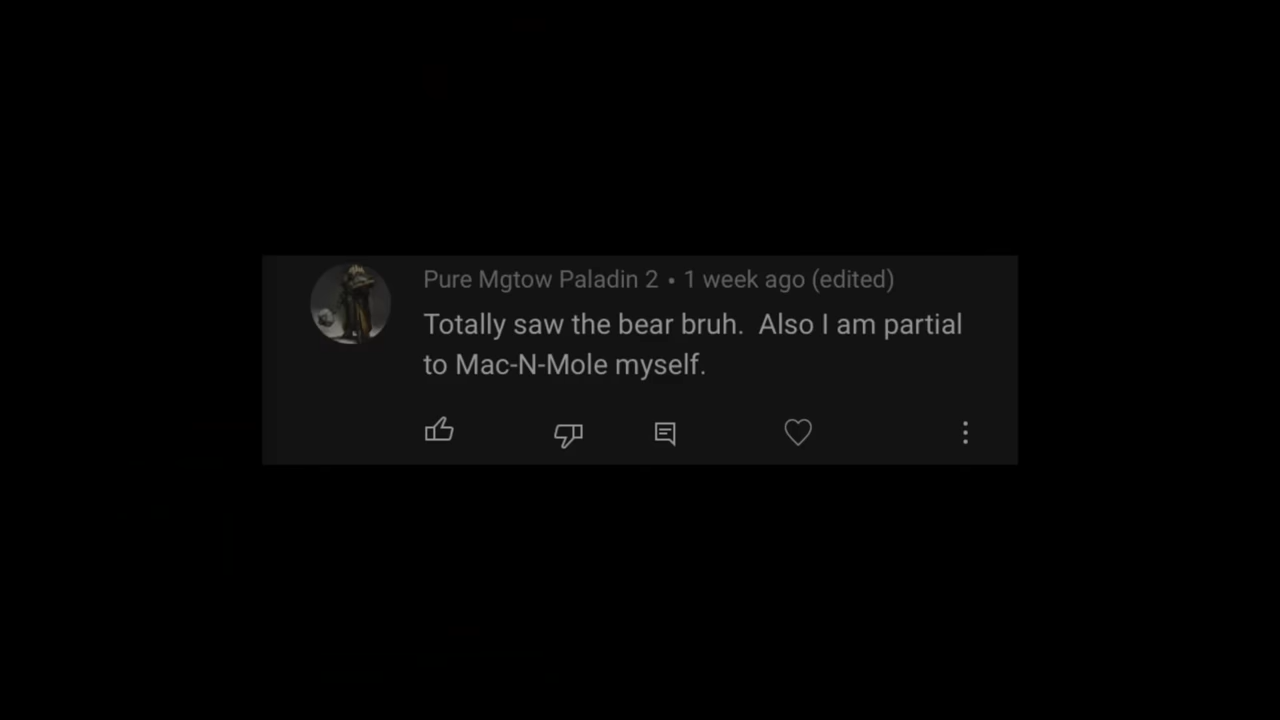 Pure Mgtow Paladin 2 • 1 week ago (edited)
Totally saw the bear bruh.  Also I am partial
to Mac-N-Mole myself.